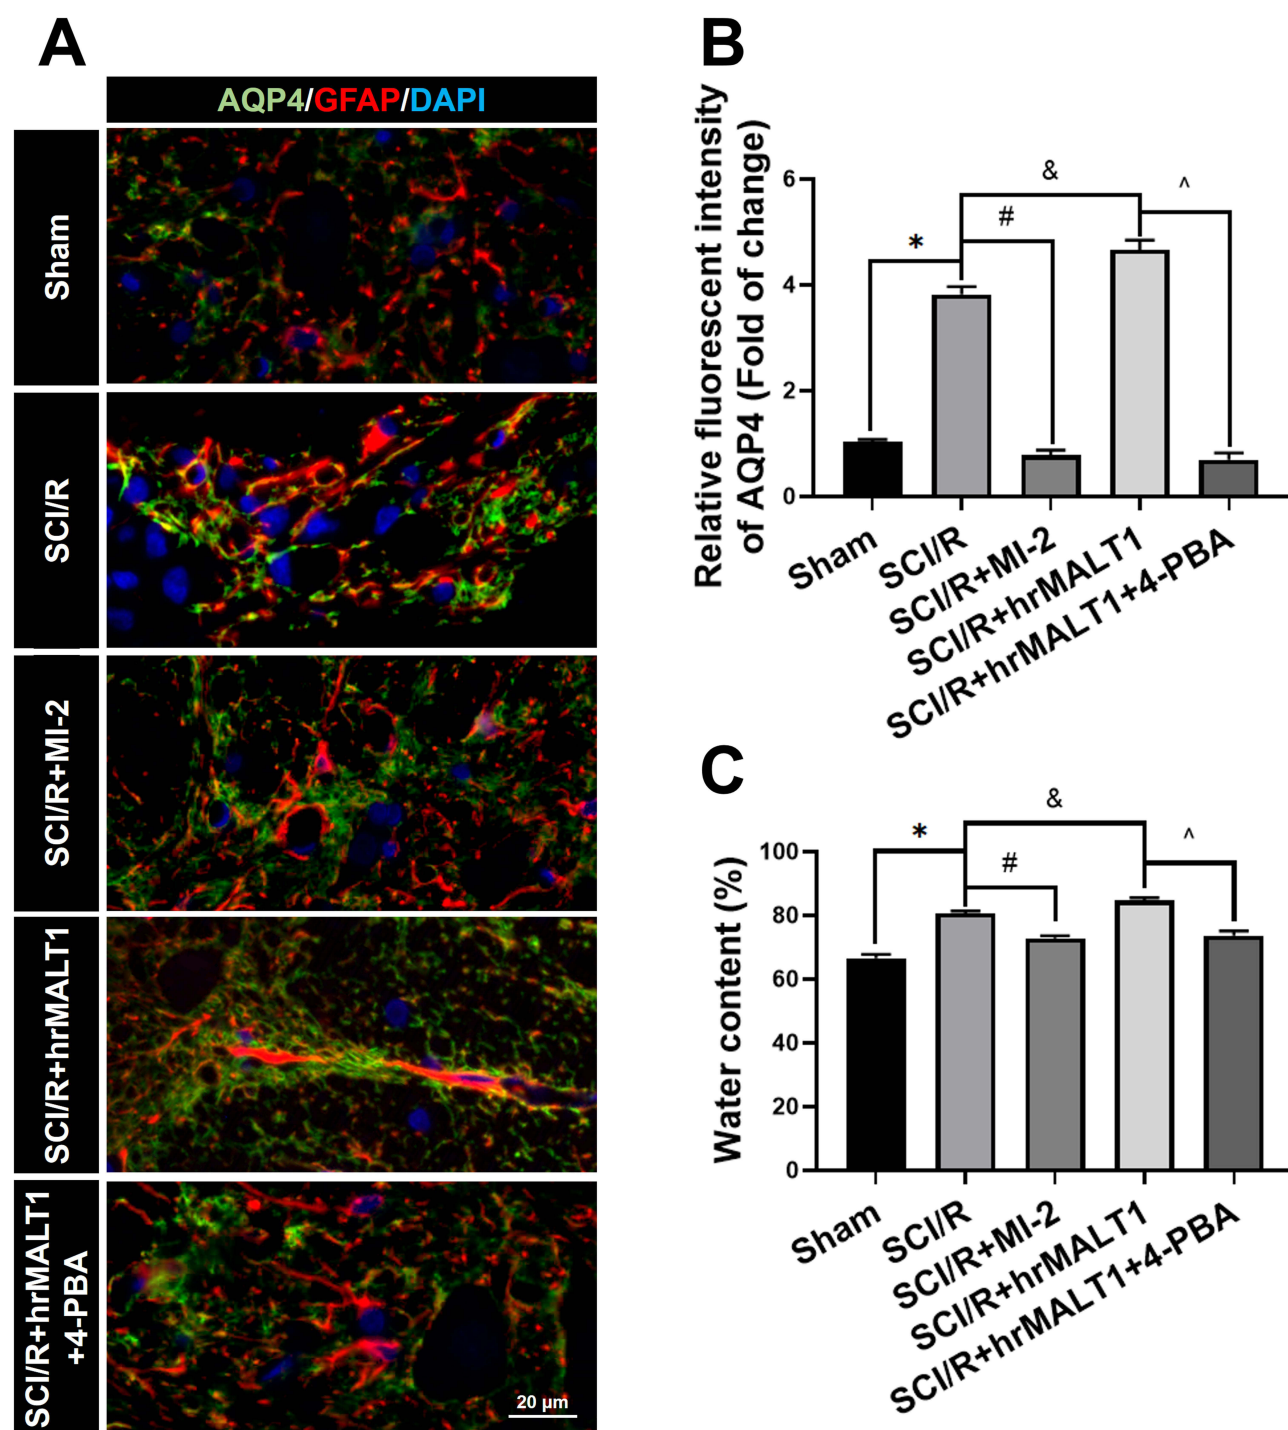 A
AQP4/GFAP/DAPI
Sham
SCI/R
SCI/R+MI-2
SCI/R+hrMALT1
SCI/R+hrMALT1
+4-PBA
20 µm
B
Relative fluorescent intensity
of AQP4 (Fold of change)
6
4
2
0
*
#
&
^
Sham
SCI/R
SCI/R+MI-2
SCI/R+hrMALT1
SCI/R+hrMALT1+4-PBA
C
Water content (%)
100
80
60
40
20
0
*
#
&
^
Sham
SCI/R
SCI/R+MI-2
SCI/R+hrMALT1
SCI/R+hrMALT1+4-PBA